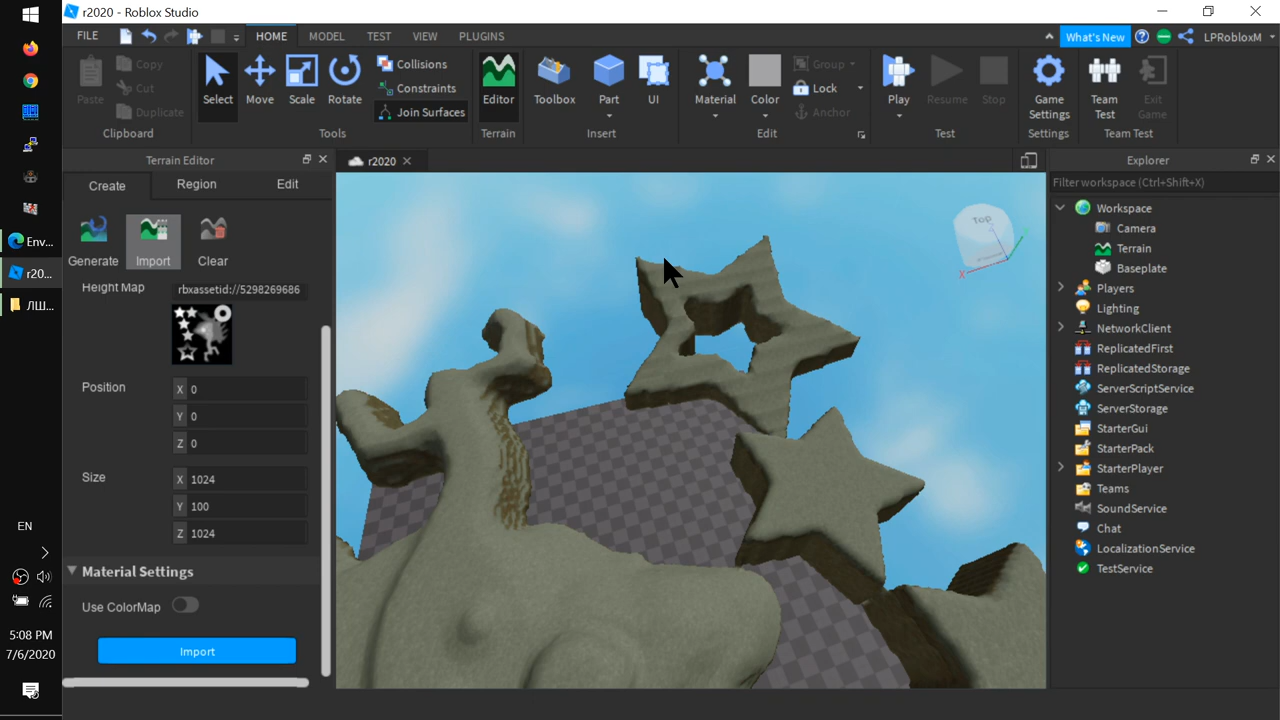 r2020 - Roblox Studio
FILE HOME MODEL TEST VIEW PLUGINS What's New LPRobloxM
Paste Copy Cut Duplicate Clipboard
Select Move Scale Rotate Collisions Constraints Join Surfaces Tools
Editor Terrain
Toolbox Part UI Insert
Material Color Group Lock Anchor Edit
Play Resume Stop Test
Game Settings Settings
Team Test Exit Game Team Test
Terrain Editor
Create Region Edit
Generate Import Clear
Height Map rbxassetid://5298269686
Position X 0
Y 0
Z 0
Size X 1024
Y 100
Z 1024
Material Settings
Use ColorMap
Import
r2020
Top
X
Explorer
Filter workspace (Ctrl+Shift+X)
Workspace
Camera
Terrain
Baseplate
Players
Lighting
NetworkClient
ReplicatedFirst
ReplicatedStorage
ServerScriptService
ServerStorage
StarterGui
StarterPack
StarterPlayer
Teams
SoundService
Chat
LocalizationService
TestService
Env...
r20...
ЛШ...
EN
5:08 PM
7/6/2020